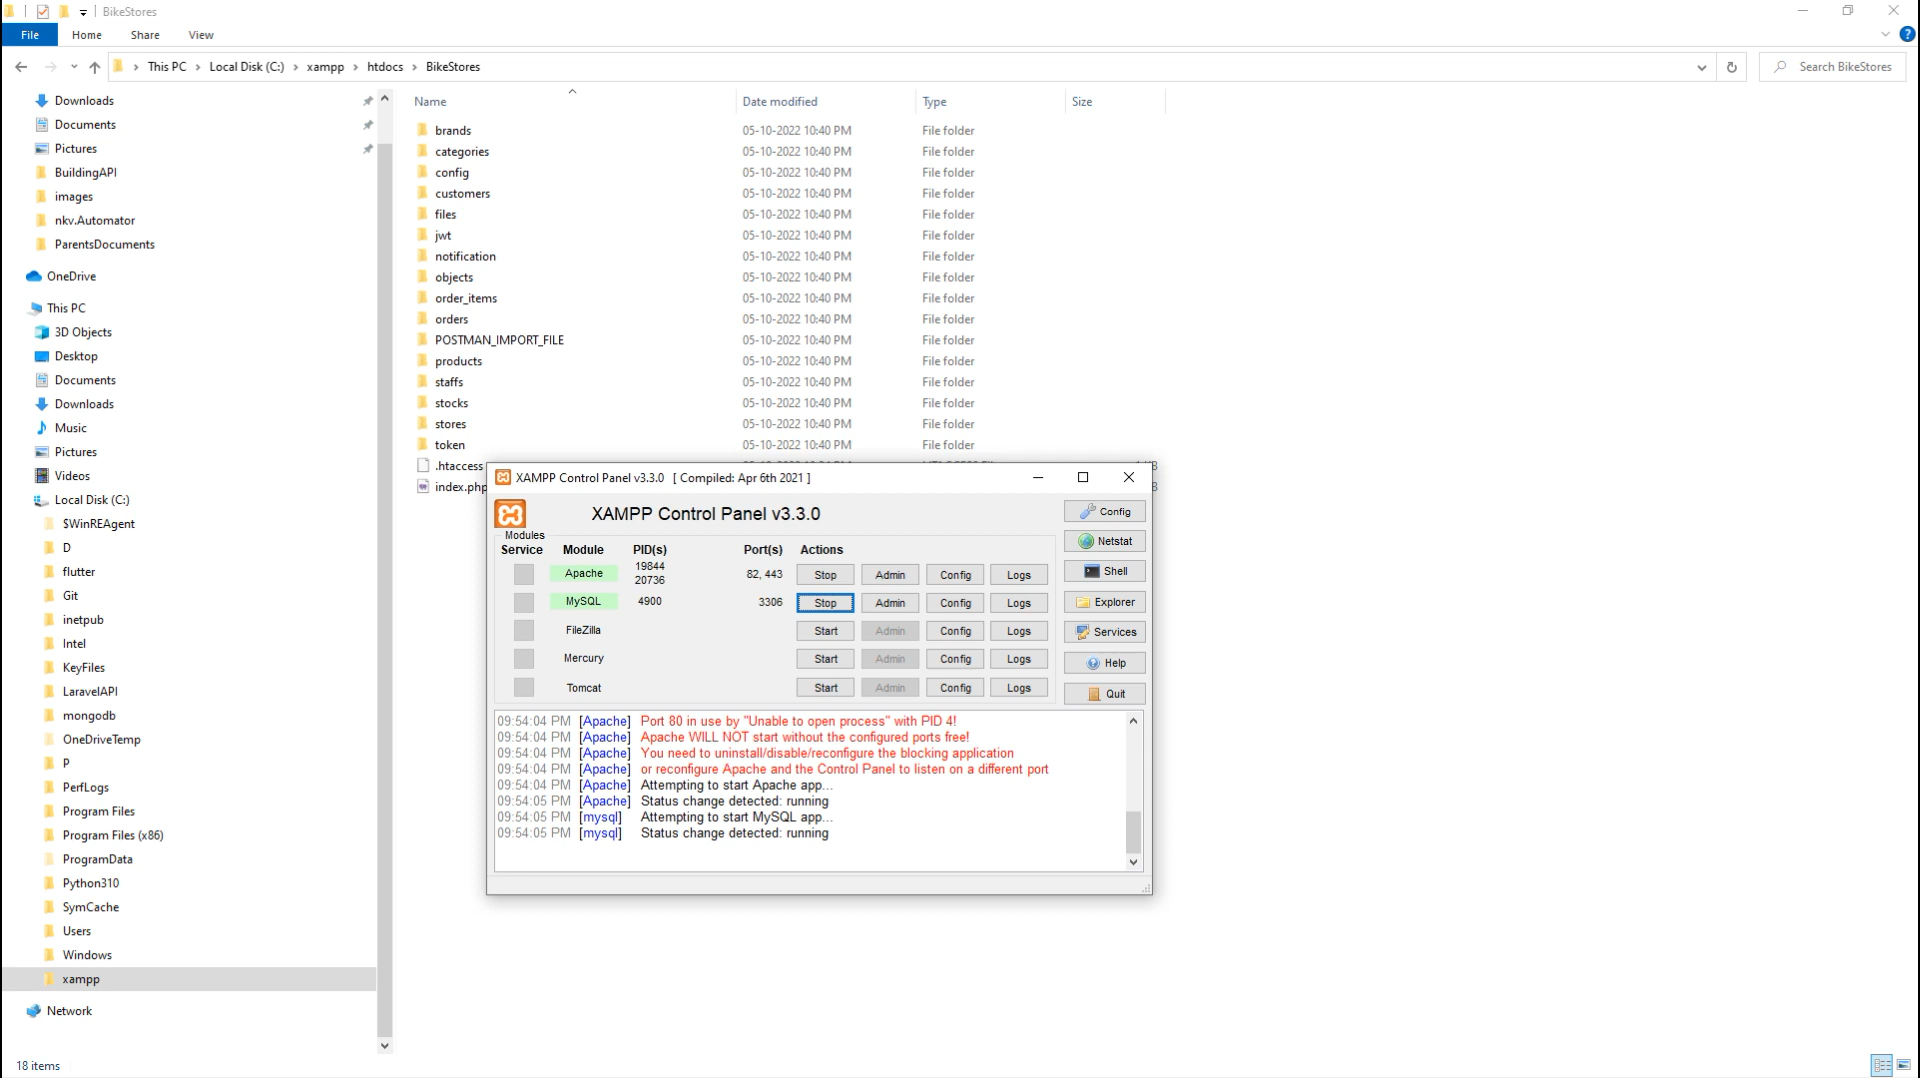 BikeStores
File Home Share View
This PC Local Disk (C:) xampp htdocs BikeStores
Search BikeStores
Downloads
Documents
Pictures
BuildingAPI
images
nkv.Automator
ParentsDocuments
OneDrive
This PC
3D Objects
Desktop
Documents
Downloads
Music
Pictures
Videos
Local Disk (C:)
$WinREAgent
D
flutter
Git
inetpub
Intel
KeyFiles
LaravelAPI
mongodb
OneDriveTemp
P
PerfLogs
Program Files
Program Files (x86)
ProgramData
Python310
SymCache
Users
Windows
xampp
Network
18 items
Name Date modified Type Size
brands 05-10-2022 10:40 PM File folder
categories 05-10-2022 10:40 PM File folder
config 05-10-2022 10:40 PM File folder
customers 05-10-2022 10:40 PM File folder
files 05-10-2022 10:40 PM File folder
jwt 05-10-2022 10:40 PM File folder
notification 05-10-2022 10:40 PM File folder
objects 05-10-2022 10:40 PM File folder
order_items 05-10-2022 10:40 PM File folder
orders 05-10-2022 10:40 PM File folder
POSTMAN_IMPORT_FILE 05-10-2022 10:40 PM File folder
products 05-10-2022 10:40 PM File folder
staffs 05-10-2022 10:40 PM File folder
stocks 05-10-2022 10:40 PM File folder
stores 05-10-2022 10:40 PM File folder
token 05-10-2022 10:40 PM File folder
.htaccess
index.php
XAMPP Control Panel v3.3.0 [ Compiled: Apr 6th 2021 ]
XAMPP Control Panel v3.3.0
Modules
Service Module PID(s) Port(s) Actions
Apache 19844 20736 82, 443 Stop Admin Config Logs
MySQL 4900 3306 Stop Admin Config Logs
FileZilla Start Admin Config Logs
Mercury Start Admin Config Logs
Tomcat Start Admin Config Logs
Config
Netstat
Shell
Explorer
Services
Help
Quit
09:54:04 PM [Apache] Port 80 in use by "Unable to open process" with PID 4!
09:54:04 PM [Apache] Apache WILL NOT start without the configured ports free!
09:54:04 PM [Apache] You need to uninstall/disable/reconfigure the blocking application
09:54:04 PM [Apache] or reconfigure Apache and the Control Panel to listen on a different port
09:54:04 PM [Apache] Attempting to start Apache app...
09:54:05 PM [Apache] Status change detected: running
09:54:05 PM [mysql] Attempting to start MySQL app...
09:54:05 PM [mysql] Status change detected: running